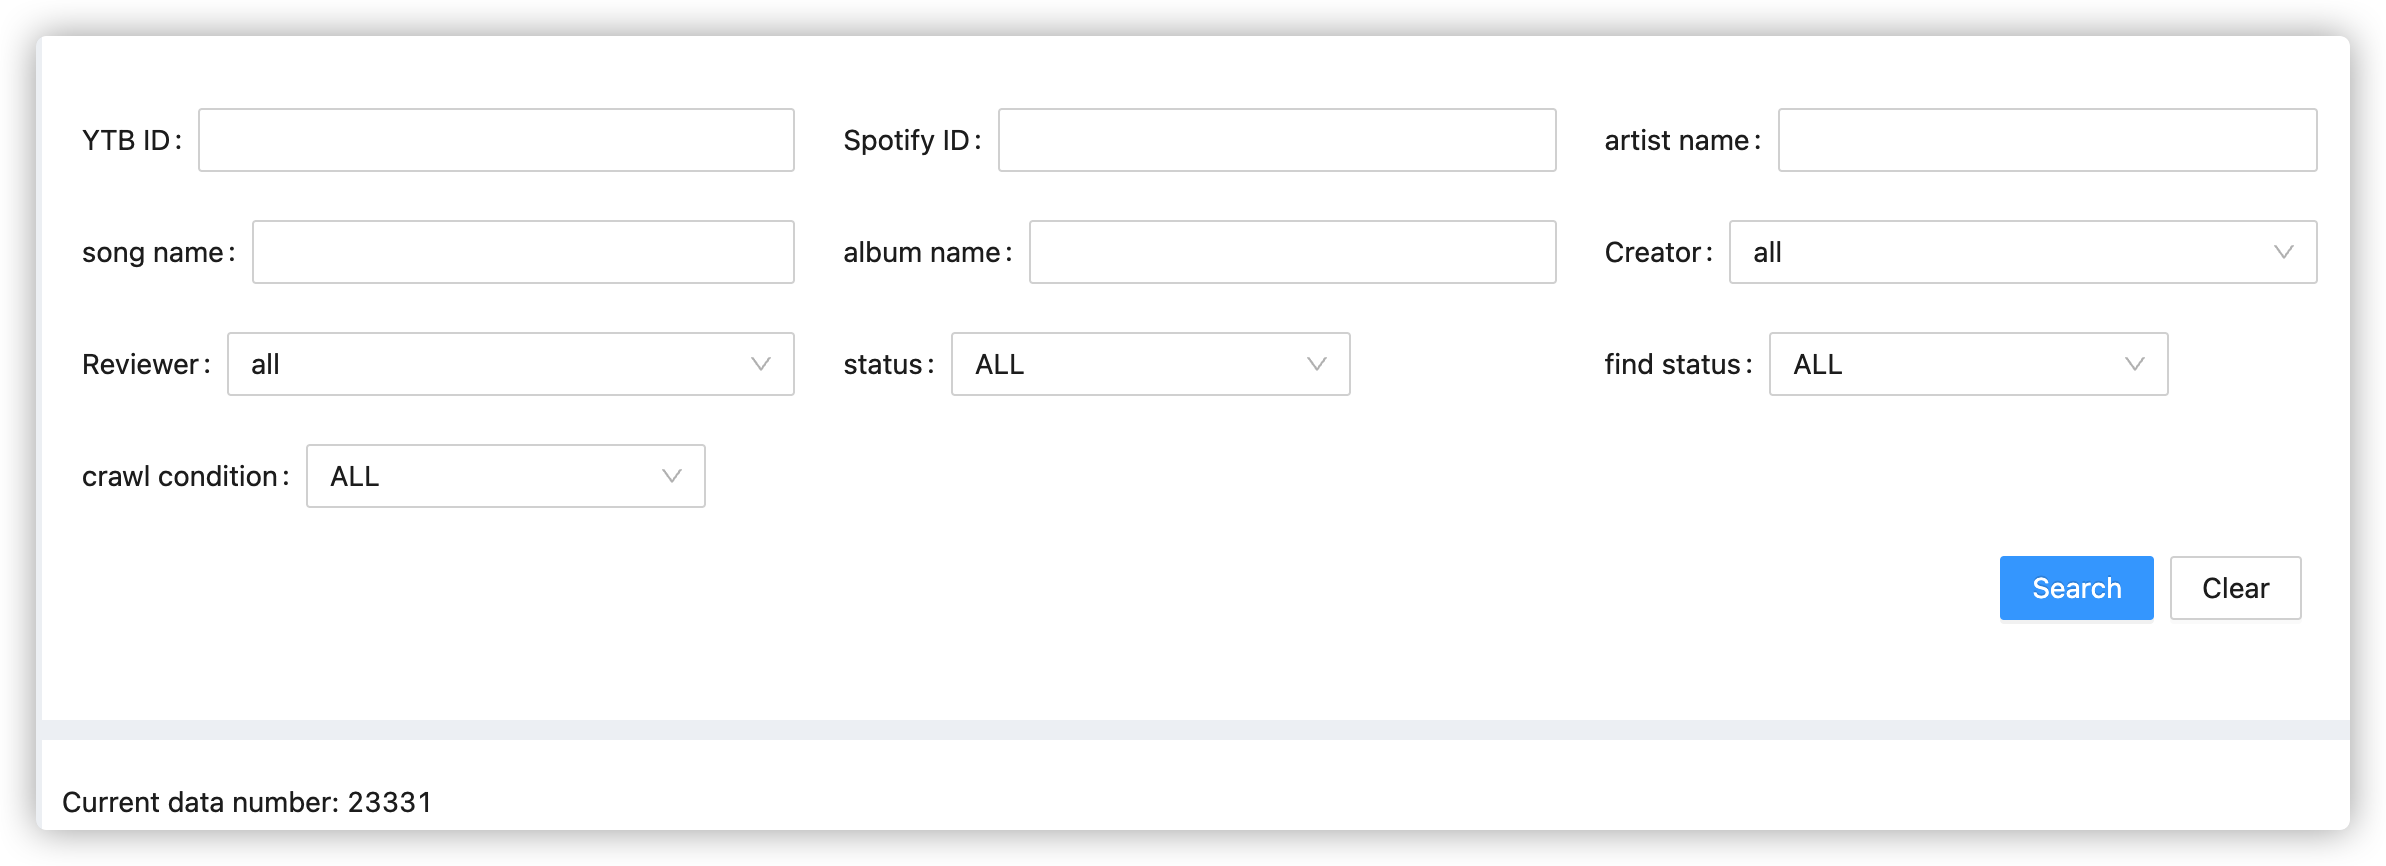 YTB ID: Spotify ID: artist name:
song name: album name: Creator: all
Reviewer: all status: ALL find status: ALL
crawl condition: ALL
Search Clear
Current data number: 23331